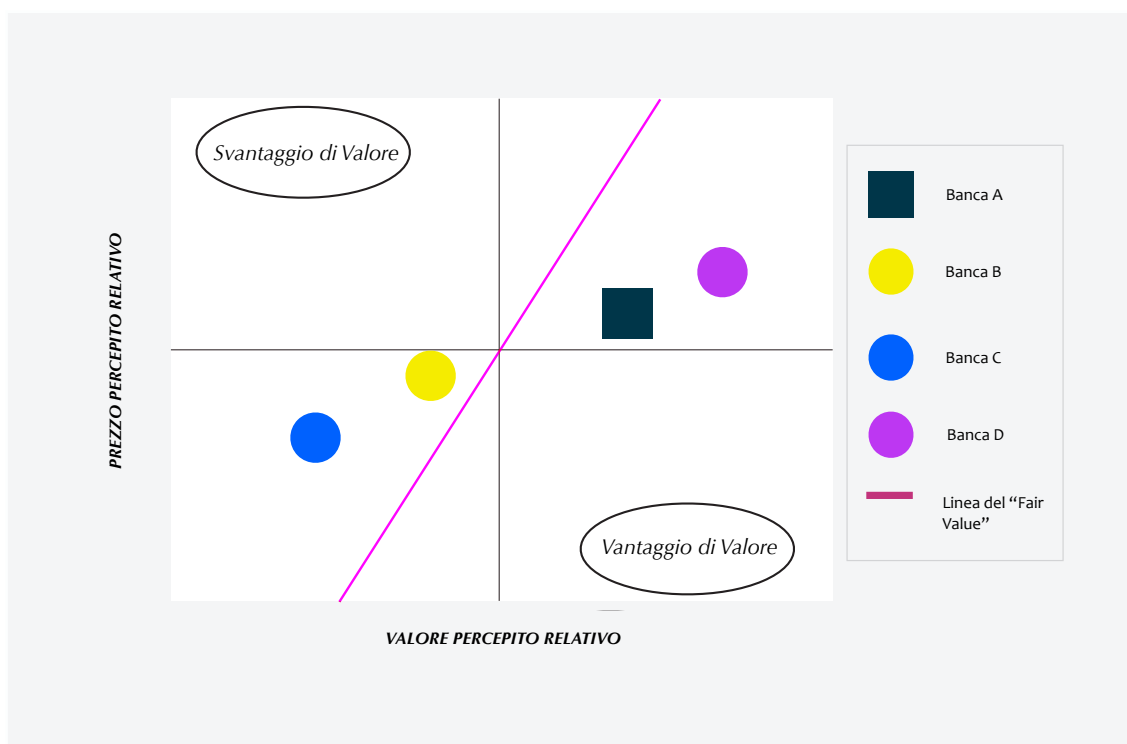 Svantaggio di Valore
PREZZO PERCEPITO RELATIVO
Vantaggio di Valore
VALORE PERCEPITO RELATIVO
Banca A
Banca B
Banca C
Banca D
Linea del “Fair
Value”